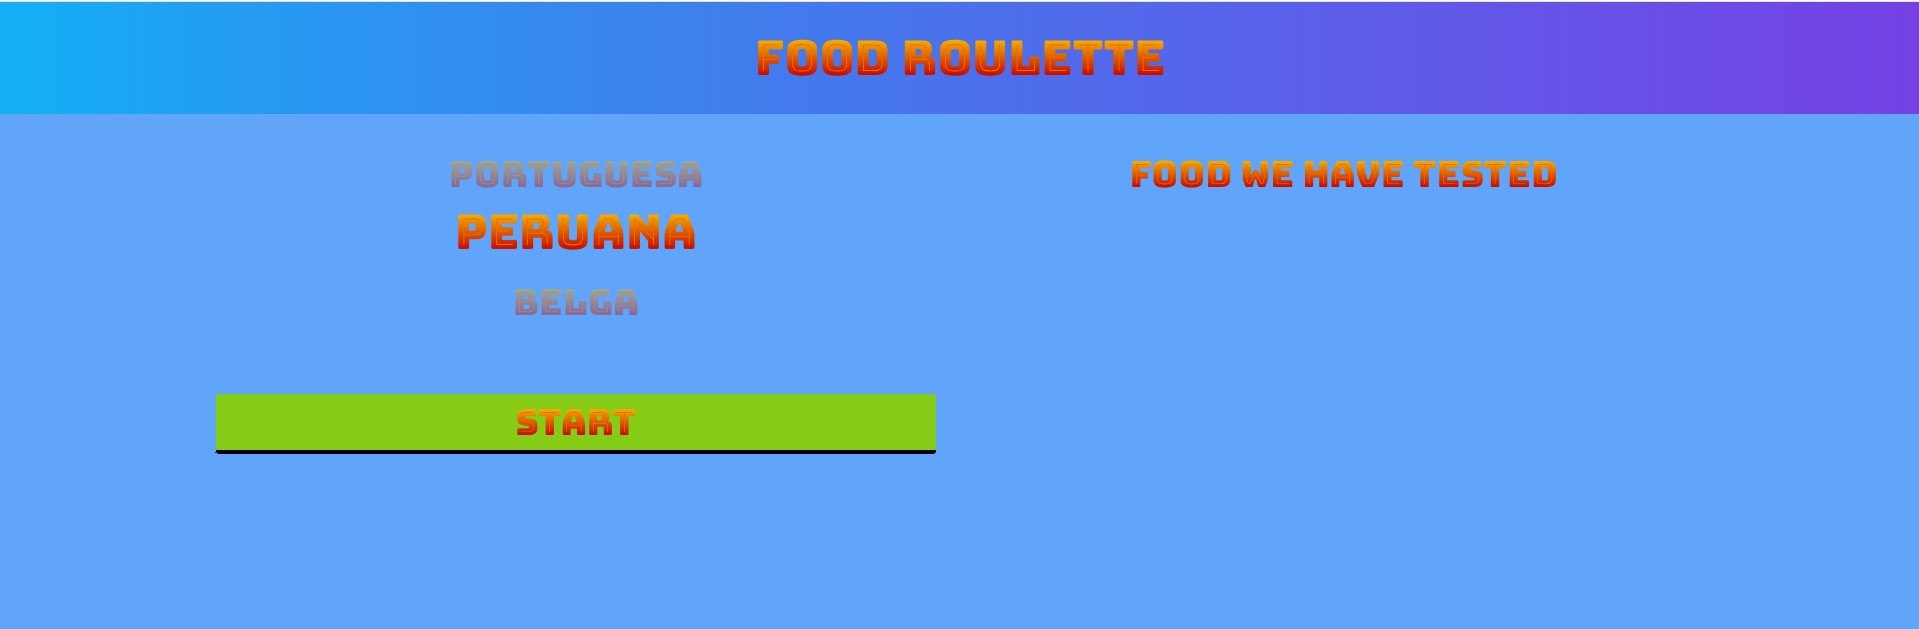 FOOD ROULETTE
PORTUGUESA
PERUANA
BELGA
START
FOOD WE HAVE TESTED